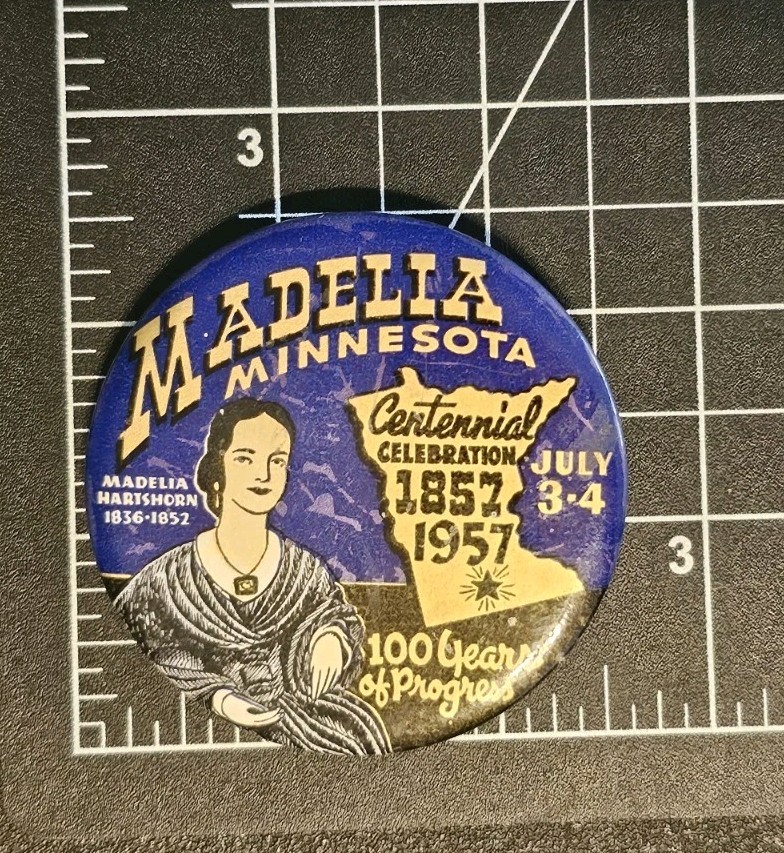 3
MADELIA
MINNESOTA
Centennial
CELEBRATION
1857
1957
JULY
3•4
MADELIA
HARTSHORN
1836•1852
100 Years
of Progress
3